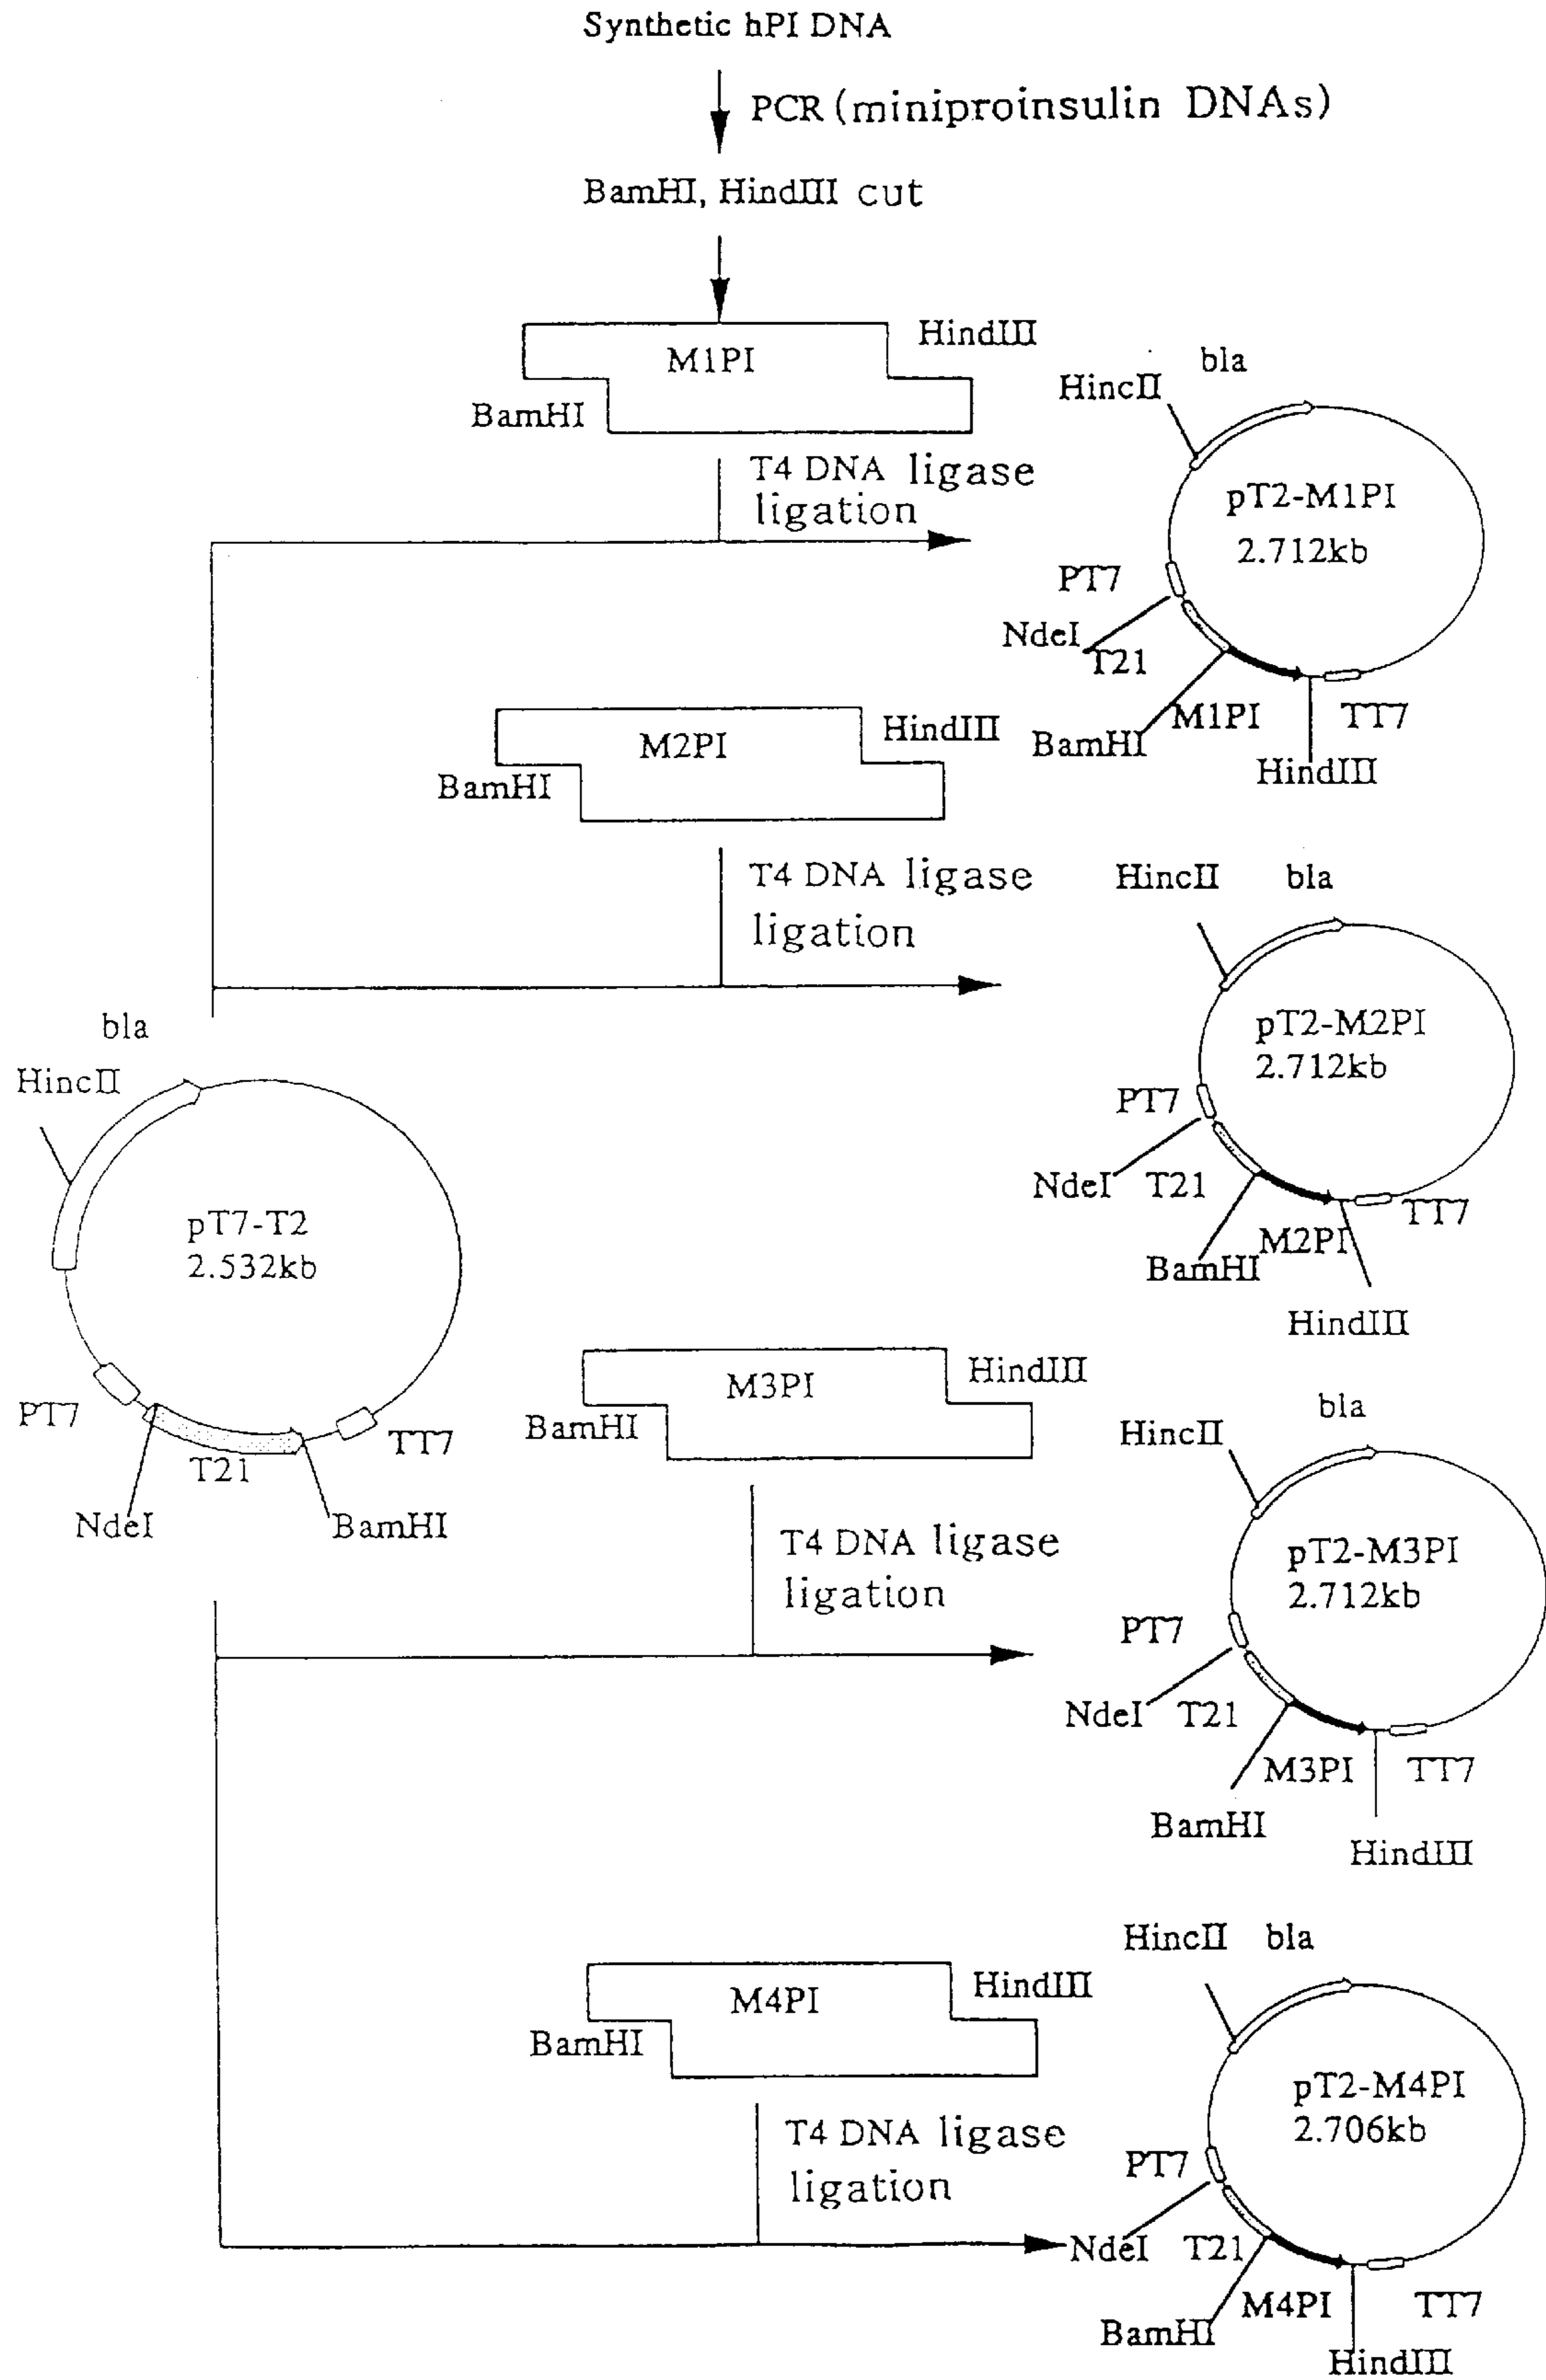 Synthetic hPI DNA
PCR (miniproinsulin DNAs)
BamHI, HindIII cut
M1PI
HindIII
BamHI
T4 DNA ligase
ligation
HincII
bla
pT2-M1PI
2.712kb
PT7
NdeI
T21
BamHI
M1PI
TT7
HindIII
M2PI
HindIII
BamHI
T4 DNA ligase
ligation
HincII
bla
pT2-M2PI
2.712kb
PT7
NdeI
T21
BamHI
M2PI
TT7
HindIII
bla
HincII
pT7-T2
2.532kb
PT7
TT7
T21
NdeI
BamHI
M3PI
HindIII
BamHI
T4 DNA ligase
ligation
bla
HincII
pT2-M3PI
2.712kb
PT7
NdeI
T21
M3PI
TT7
BamHI
HindIII
M4PI
HindIII
BamHI
T4 DNA ligase
ligation
HincII
bla
pT2-M4PI
2.706kb
PT7
NdeI
T21
M4PI
TT7
BamHI
HindIII